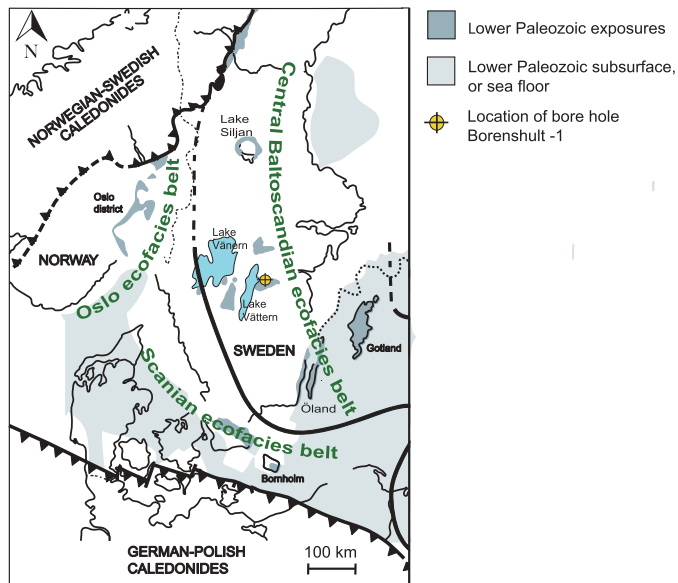 N
NORWEGIAN-SWEDISH
CALEDONIDES
Lake
Siljan
Central Baltoscandian ecofacies belt
Oslo
district
Oslo ecofacies belt
NORWAY
Lake
Vänern
Lake
Vättern
SWEDEN
Gotland
Scanian ecofacies belt
Öland
Bornholm
GERMAN-POLISH
CALEDONIDES
100 km
Lower Paleozoic exposures
Lower Paleozoic subsurface,
or sea floor
Location of bore hole
Borenshult -1